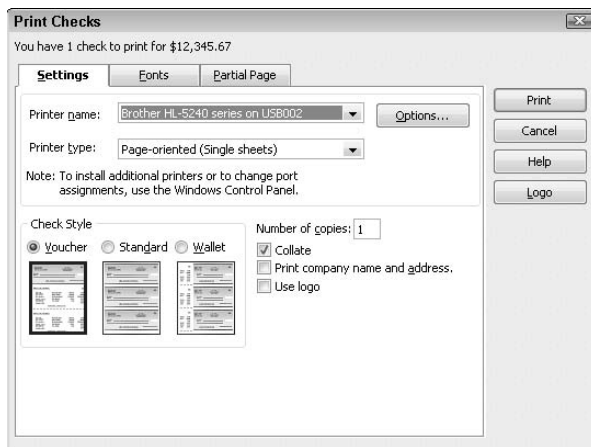 Print Checks
You have 1 check to print for $12,345.67
Settings
Fonts
Partial Page
Printer name:
Brother HL-5240 series on USB002
Options...
Printer type:
Page-oriented (Single sheets)
Note: To install additional printers or to change port
assignments, use the Windows Control Panel.
Check Style
Voucher
Standard
Wallet
Number of copies: 1
Collate
Print company name and address.
Use logo
Print
Cancel
Help
Logo